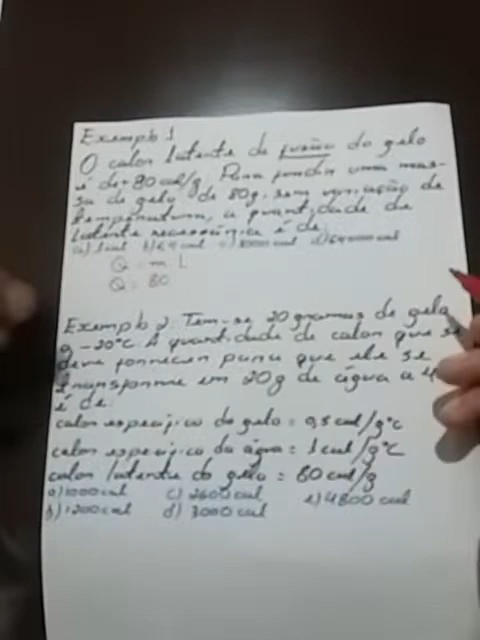 Exemplo 1
O calor latente de fusão do gelo
é de 80 cal/g. Para fundir uma mas-
sa de gelo de 80g, sem variação de
temperatura, a quantidade de
latente necessária é de:
a) 1 cal b) 64 cal
Q = m L
Q = 80
Exemplo 2: Tem-se 20 gramas de gelo
a -20°C. A quantidade de calor que se
deve fornecer para que ele se
transforme em 20g de água a
é de:
calor específico do gelo = 0,5 cal/g°C
calor específico da água = 1 cal/g°C
calor latente do gelo = 80 cal/g
a) 1000 cal c) 2600 cal e) 4800 cal
b) 1200 cal d) 3000 cal